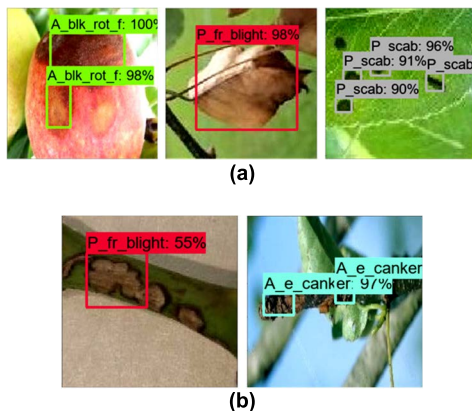 A_blk_rot_f: 100%
A_blk_rot_f: 98%
P_fr_blight: 98%
P_scab: 96%
P_scab: 91%
P_scab
P_scab: 90%
(a)
P_fr_blight: 55%
A_e_canker
A_e_canker: 97%
(b)